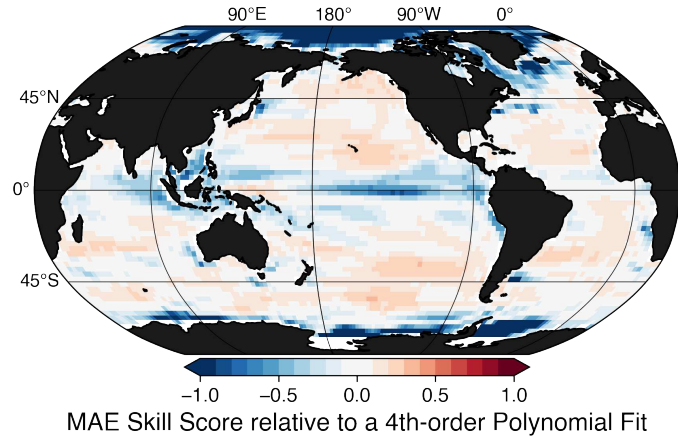 90°E 180° 90°W 0°
45°N
0°
45°S
−1.0 −0.5 0.0 0.5 1.0
MAE Skill Score relative to a 4th-order Polynomial Fit